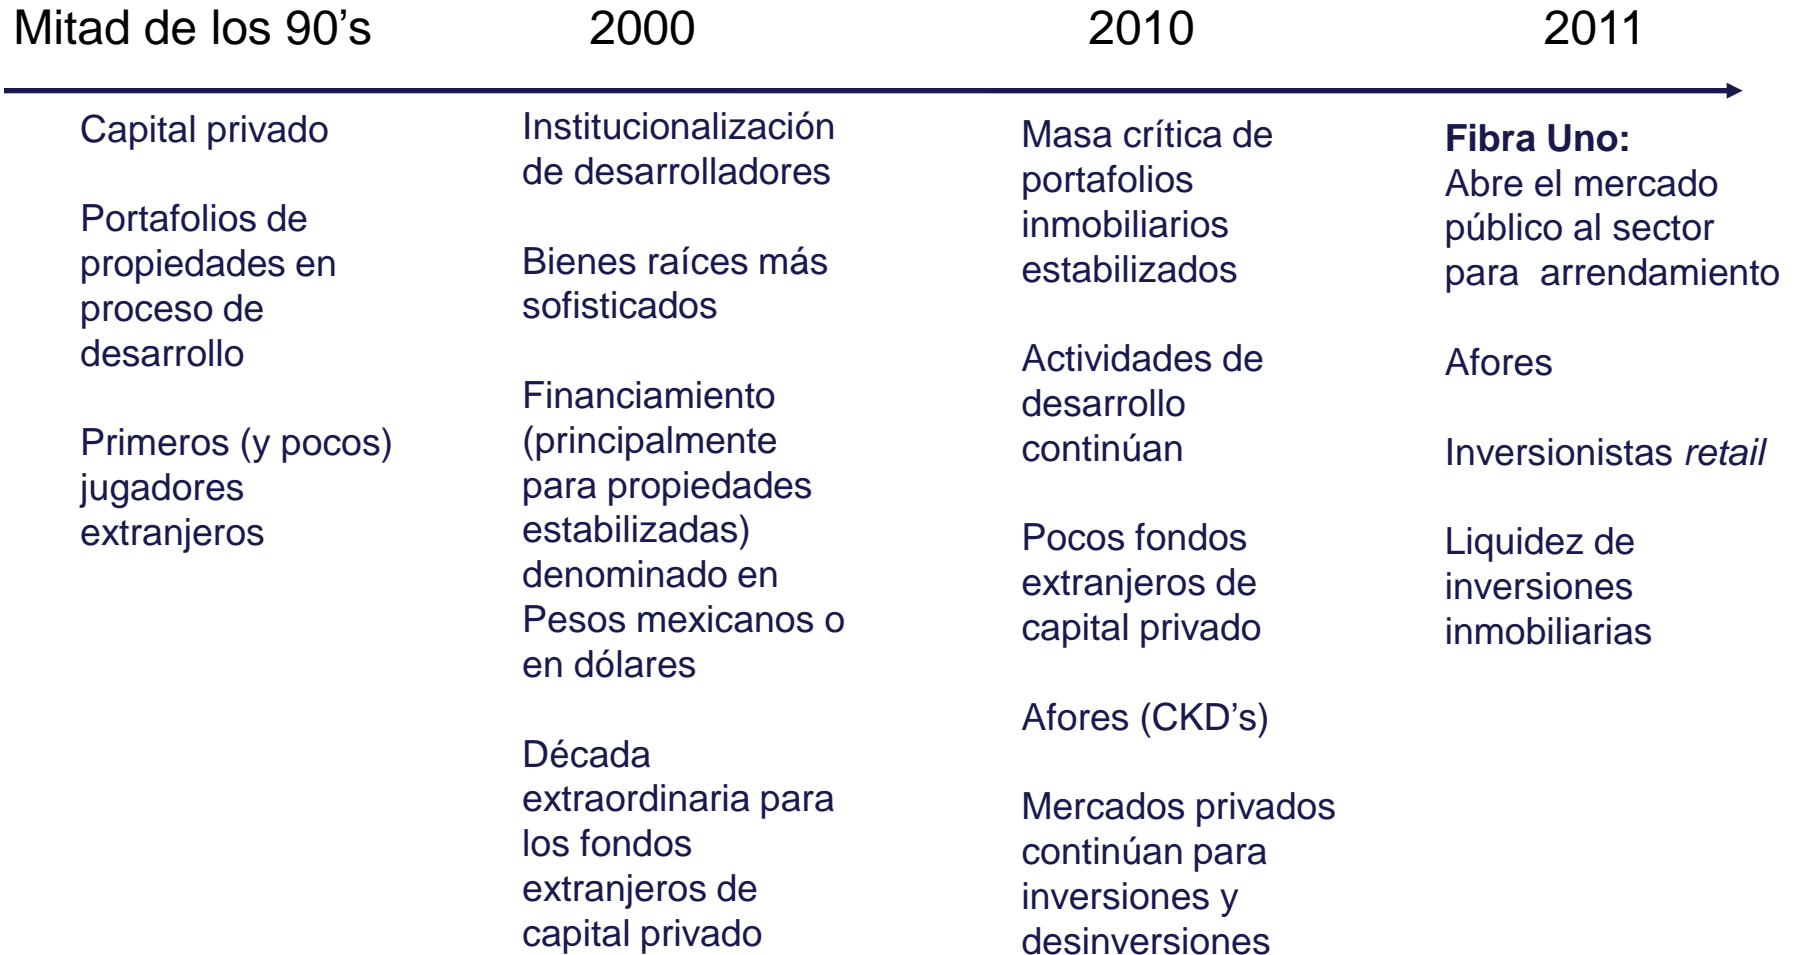 Mitad de los 90’s
2000
2010
2011
Capital privado
Portafolios de
propiedades en
proceso de
desarrollo
Primeros (y pocos)
jugadores
extranjeros
Institucionalización
de desarrolladores
Bienes raíces más
sofisticados
Financiamiento
(principalmente
para propiedades
estabilizadas)
denominado en
Pesos mexicanos o
en dólares
Década
extraordinaria para
los fondos
extranjeros de
capital privado
Masa crítica de
portafolios
inmobiliarios
estabilizados
Actividades de
desarrollo
continúan
Pocos fondos
extranjeros de
capital privado
Afores (CKD’s)
Mercados privados
continúan para
inversiones y
desinversiones
Fibra Uno:
Abre el mercado
público al sector
para  arrendamiento
Afores
Inversionistas retail
Liquidez de
inversiones
inmobiliarias